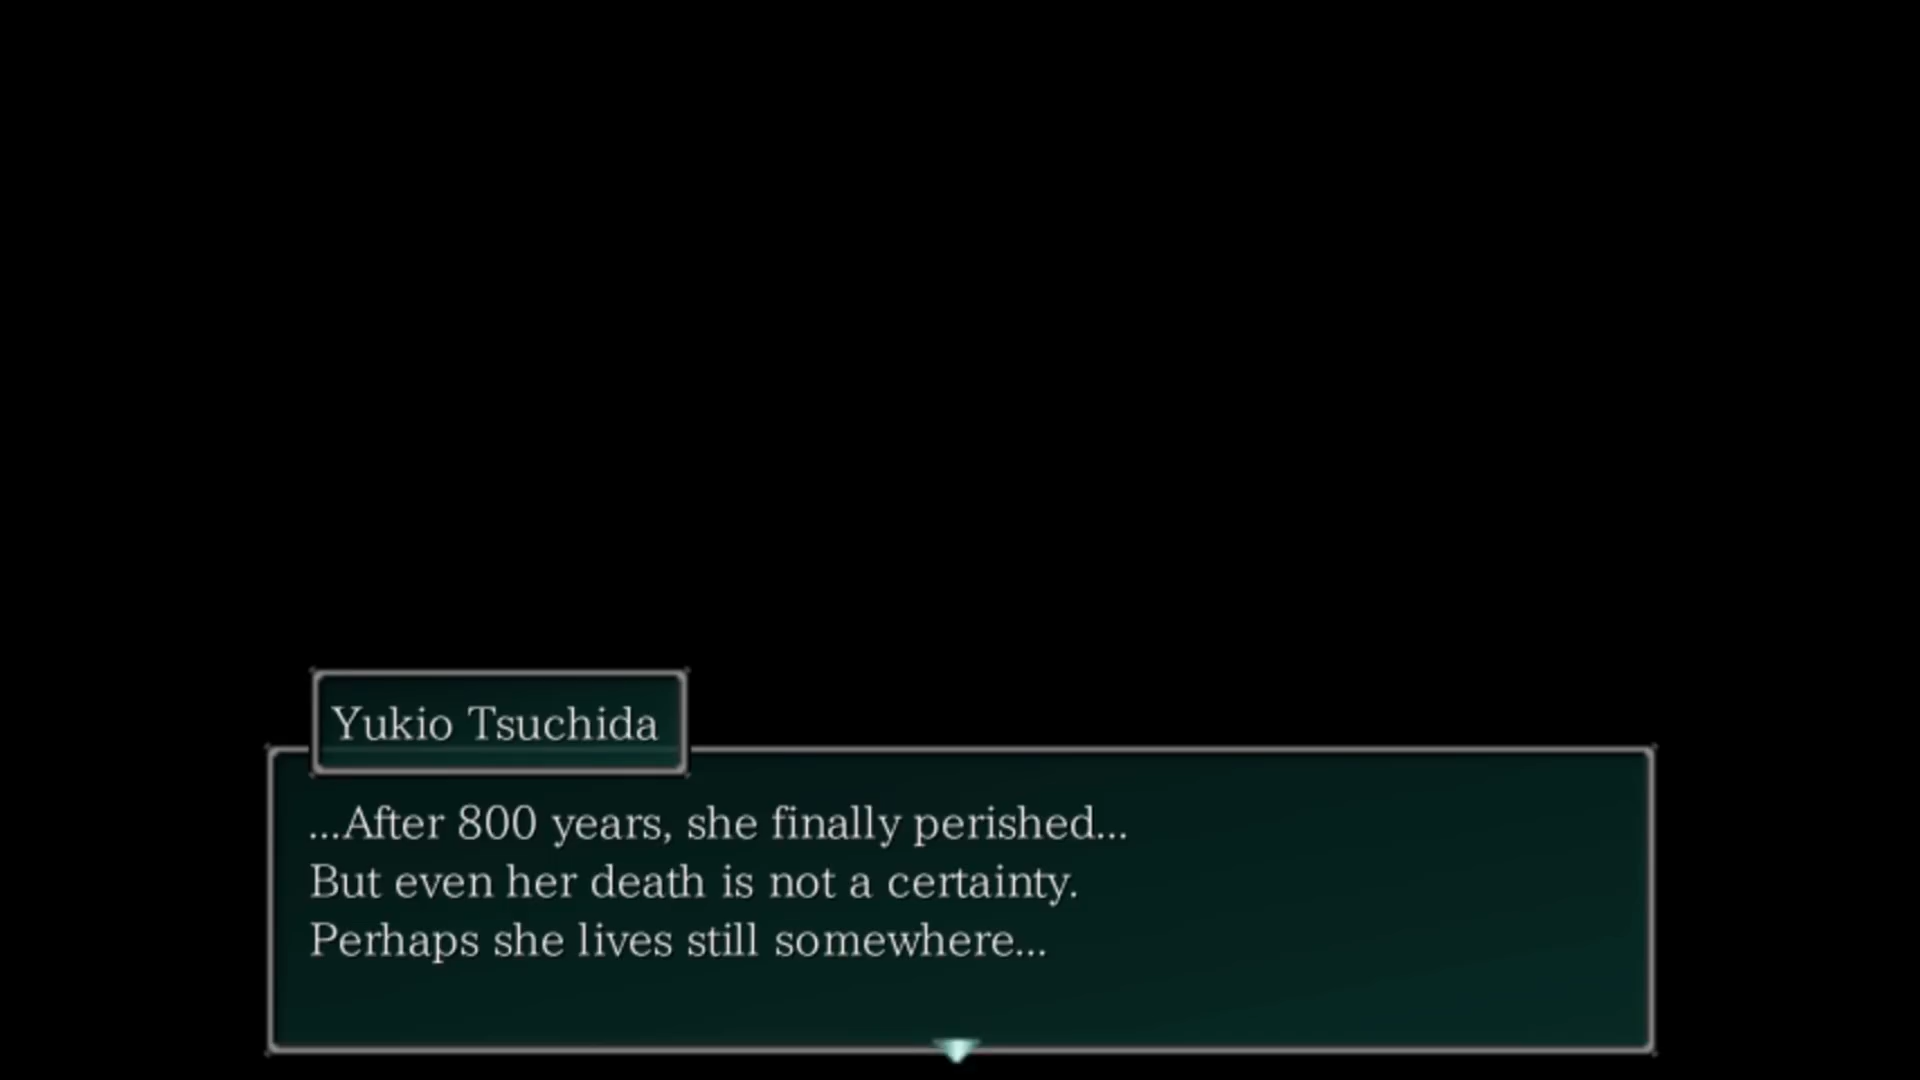 Yukio Tsuchida
...After 800 years, she finally perished...
But even her death is not a certainty.
Perhaps she lives still somewhere...